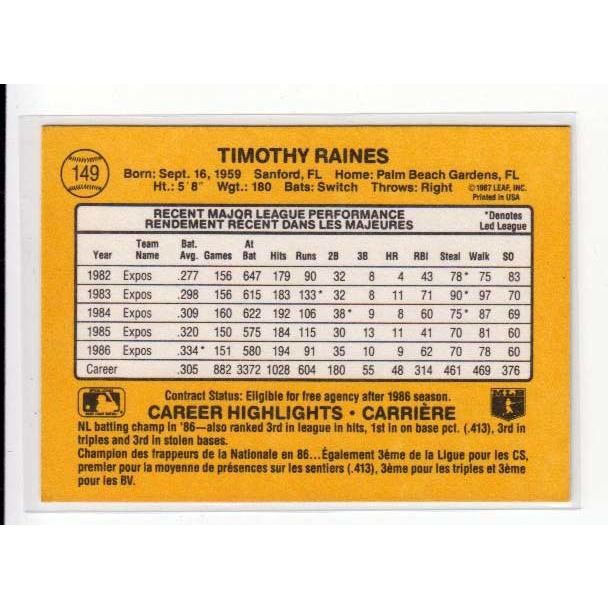 149
TIMOTHY RAINES
Born: Sept. 16, 1959 Sanford, FL Home: Palm Beach Gardens, FL
Ht.: 5´8" Wgt.: 180 Bats: Switch Throws: Right
©1987 LEAF, INC.
Printed in USA
RECENT MAJOR LEAGUE PERFORMANCE
RENDEMENT RÉCENT DANS LES MAJEURES
*Denotes
Led League
Year Team Name Bat. Avg. Games At Bat Hits Runs 2B 3B HR RBI Steal Walk SO
1982 Expos .277 156 647 179 90 32 8 4 43 78* 75 83
1983 Expos .298 156 615 183 133* 32 8 11 71 90* 97 70
1984 Expos .309 160 622 192 106 38* 9 8 60 75* 87 69
1985 Expos .320 150 575 184 115 30 13 11 41 70 81 60
1986 Expos .334* 151 580 194 91 35 10 9 62 70 78 60
Career .305 882 3372 1028 604 180 55 48 314 461 469 376
Contract Status: Eligible for free agency after 1986 season.
CAREER HIGHLIGHTS • CARRIÈRE
MLB
NL batting champ in '86—also ranked 3rd in league in hits, 1st in on base pct. (.413), 3rd in
triples and 3rd in stolen bases.
Champion des frappeurs de la Nationale en 86...Également 3ème de la Ligue pour les CS,
premier pour la moyenne de présences sur les sentiers (.413), 3ème pour les triples et 3ème
pour les BV.